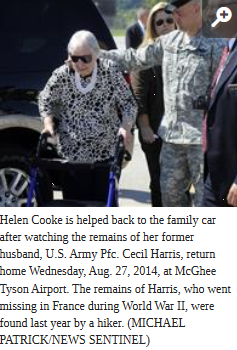 Helen Cooke is helped back to the family car
after watching the remains of her former
husband, U.S. Army Pfc. Cecil Harris, return
home Wednesday, Aug. 27, 2014, at McGhee
Tyson Airport. The remains of Harris, who went
missing in France during World War II, were
found last year by a hiker. (MICHAEL
PATRICK/NEWS SENTINEL)